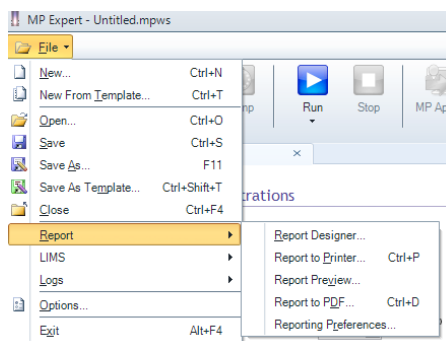 MP Expert - Untitled.mpws
File
New... Ctrl+N
New From Template... Ctrl+T
Open... Ctrl+O
Save Ctrl+S
Save As... F11
Save As Template... Ctrl+Shift+T
Close Ctrl+F4
Report
LIMS
Logs
Options...
Exit Alt+F4
Run
Stop
MP
Report Designer...
Report to Printer... Ctrl+P
Report Preview...
Report to PDF... Ctrl+D
Reporting Preferences...